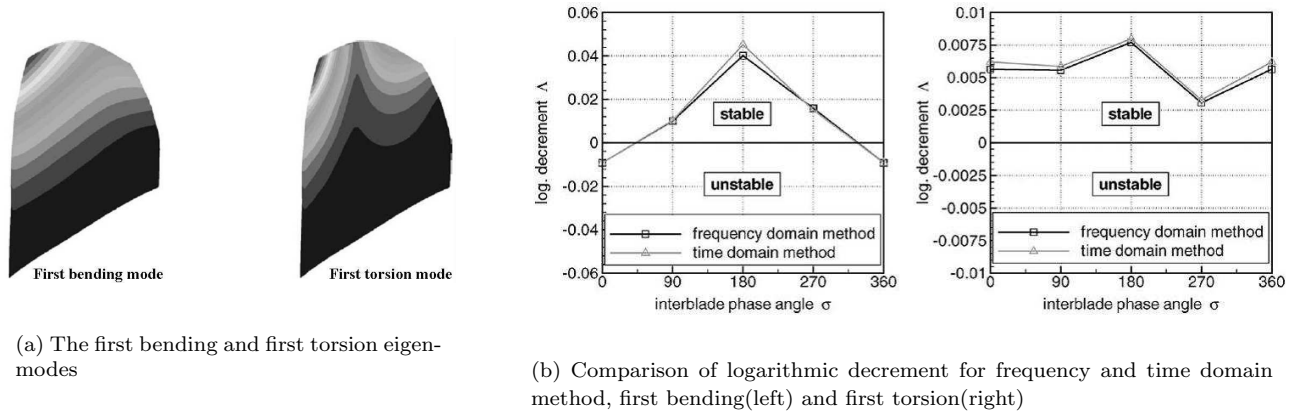 First bending mode
First torsion mode
(a) The first bending and first torsion eigen-
modes
0.06
0.04
0.02
0
-0.02
-0.04
-0.06
log. decrement Λ
stable
unstable
frequency domain method
time domain method
0 90 180 270 360
interblade phase angle σ
0.01
0.0075
0.005
0.0025
0
-0.0025
-0.005
-0.0075
-0.01
log. decrement Λ
stable
unstable
frequency domain method
time domain method
0 90 180 270 360
interblade phase angle σ
(b) Comparison of logarithmic decrement for frequency and time domain
method, first bending(left) and first torsion(right)